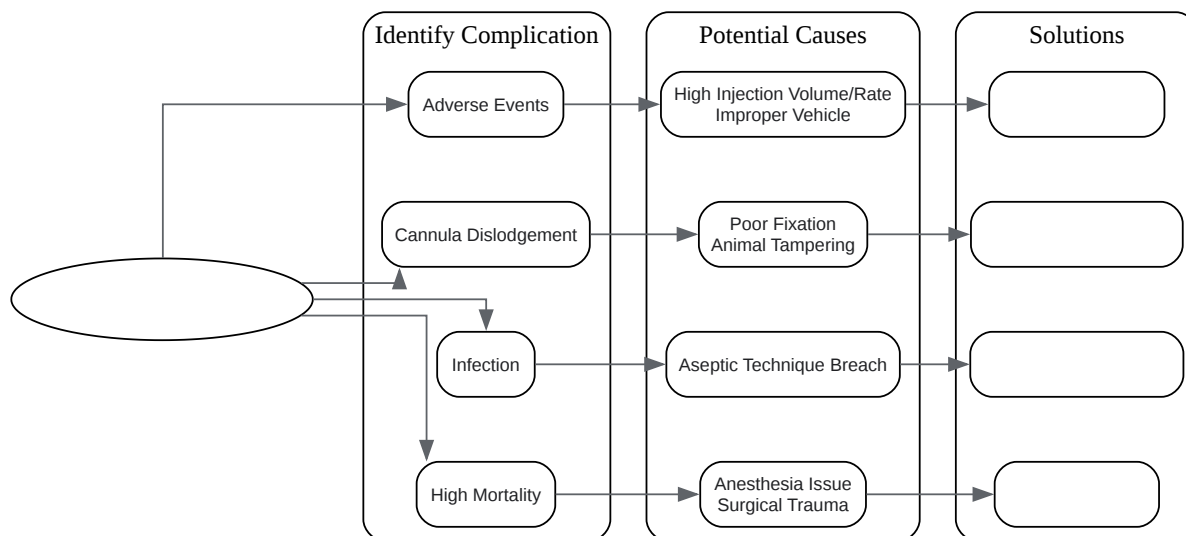 Identify Complication
Potential Causes
Solutions
Adverse Events
High Injection Volume/Rate
Improper Vehicle
Cannula Dislodgement
Poor Fixation
Animal Tampering
Infection
Aseptic Technique Breach
High Mortality
Anesthesia Issue
Surgical Trauma